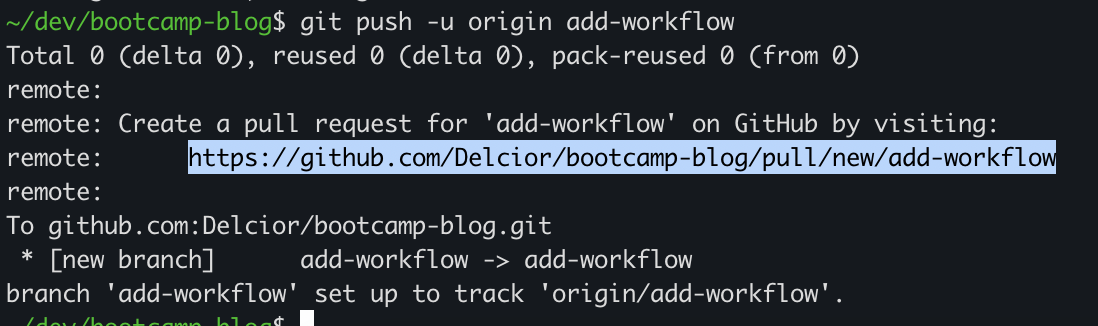 ~/dev/bootcamp-blog$ git push -u origin add-workflow
Total 0 (delta 0), reused 0 (delta 0), pack-reused 0 (from 0)
remote:
remote: Create a pull request for 'add-workflow' on GitHub by visiting:
remote:      https://github.com/Delcior/bootcamp-blog/pull/new/add-workflow
remote:
To github.com:Delcior/bootcamp-blog.git
 * [new branch]      add-workflow -> add-workflow
branch 'add-workflow' set up to track 'origin/add-workflow'.
~/dev/bootcamp-blog$